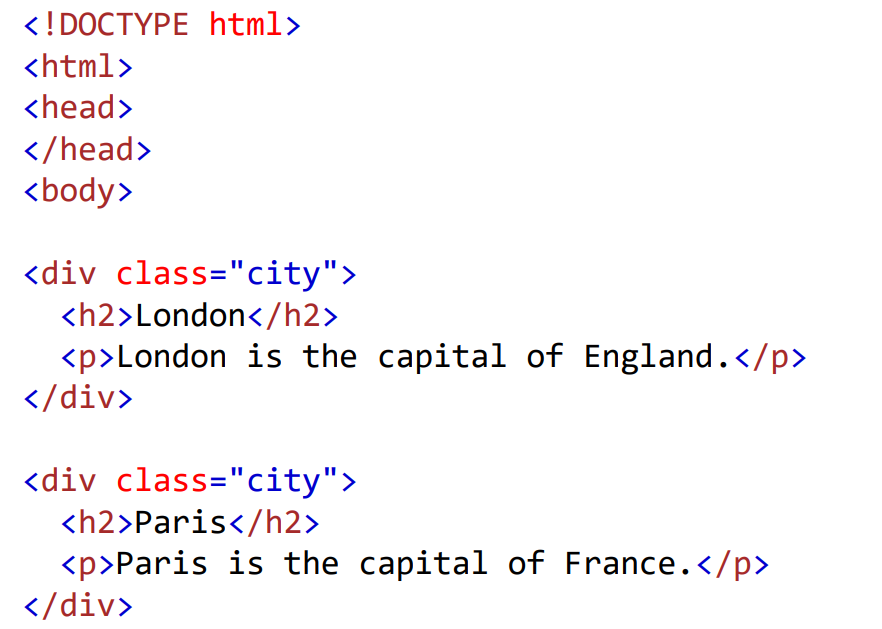 <!DOCTYPE html>
<html>
<head>
</head>
<body>

<div class="city">
  <h2>London</h2>
  <p>London is the capital of England.</p>
</div>

<div class="city">
  <h2>Paris</h2>
  <p>Paris is the capital of France.</p>
</div>